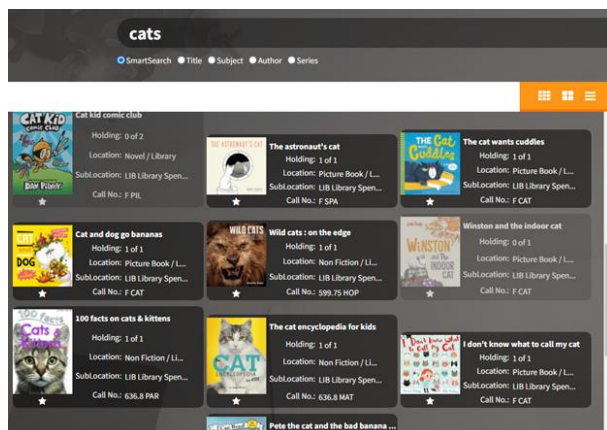 cats
SmartSearch Title Subject Author Series
CAT KID
COMIC CLUB
DAV PILKEY
Cat kid comic club
Holding: 0 of 2
Location: Novel / Library
SubLocation: LIB Library Spen...
Call No.: F PIL
THE ASTRONAUT'S CAT
The astronaut's cat
Holding: 1 of 1
Location: Picture Book / L...
SubLocation: LIB Library Spen...
Call No.: F SPA
THE Cat
wants
Cuddles
The cat wants cuddles
Holding: 1 of 1
Location: Picture Book / L...
SubLocation: LIB Library Spen...
Call No.: F CAT
CAT
DOG
Cat and dog go bananas
Holding: 1 of 1
Location: Picture Book / L...
SubLocation: LIB Library Spen...
Call No.: F CAT
WILD CATS
Wild cats : on the edge
Holding: 1 of 1
Location: Non Fiction / Li...
SubLocation: LIB Library Spen...
Call No.: 599.75 HOP
WINSTON
and The
INDOOR
CAT
Winston and the indoor cat
Holding: 0 of 1
Location: Picture Book / L...
SubLocation: LIB Library Spen...
Call No.: F CAT
100 FACTS
Cats &
Kittens
100 facts on cats & kittens
Holding: 1 of 1
Location: Non Fiction / Li...
SubLocation: LIB Library Spen...
Call No.: 636.8 PAR
CAT
ENCYCLOPEDIA
The cat encyclopedia for kids
Holding: 1 of 1
Location: Non Fiction / Li...
SubLocation: LIB Library Spen...
Call No.: 636.8 MAT
I Don't know what
to Call My Cat
I don't know what to call my cat
Holding: 1 of 1
Location: Picture Book / L...
SubLocation: LIB Library Spen...
Call No.: F CAT
I Can Read!
Pete the cat and the bad banana ...